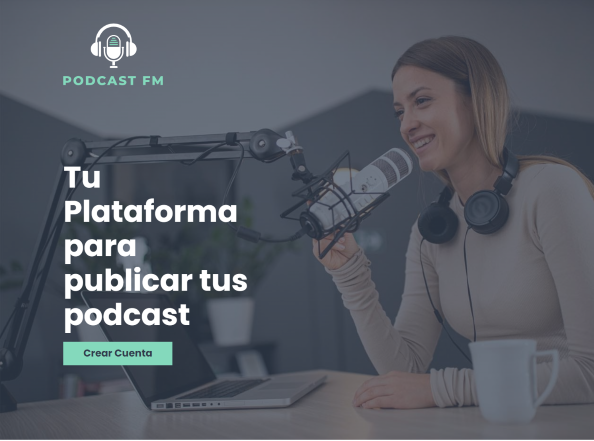 PODCAST FM
Tu
Plataforma
para
publicar tus
podcast
Crear Cuenta